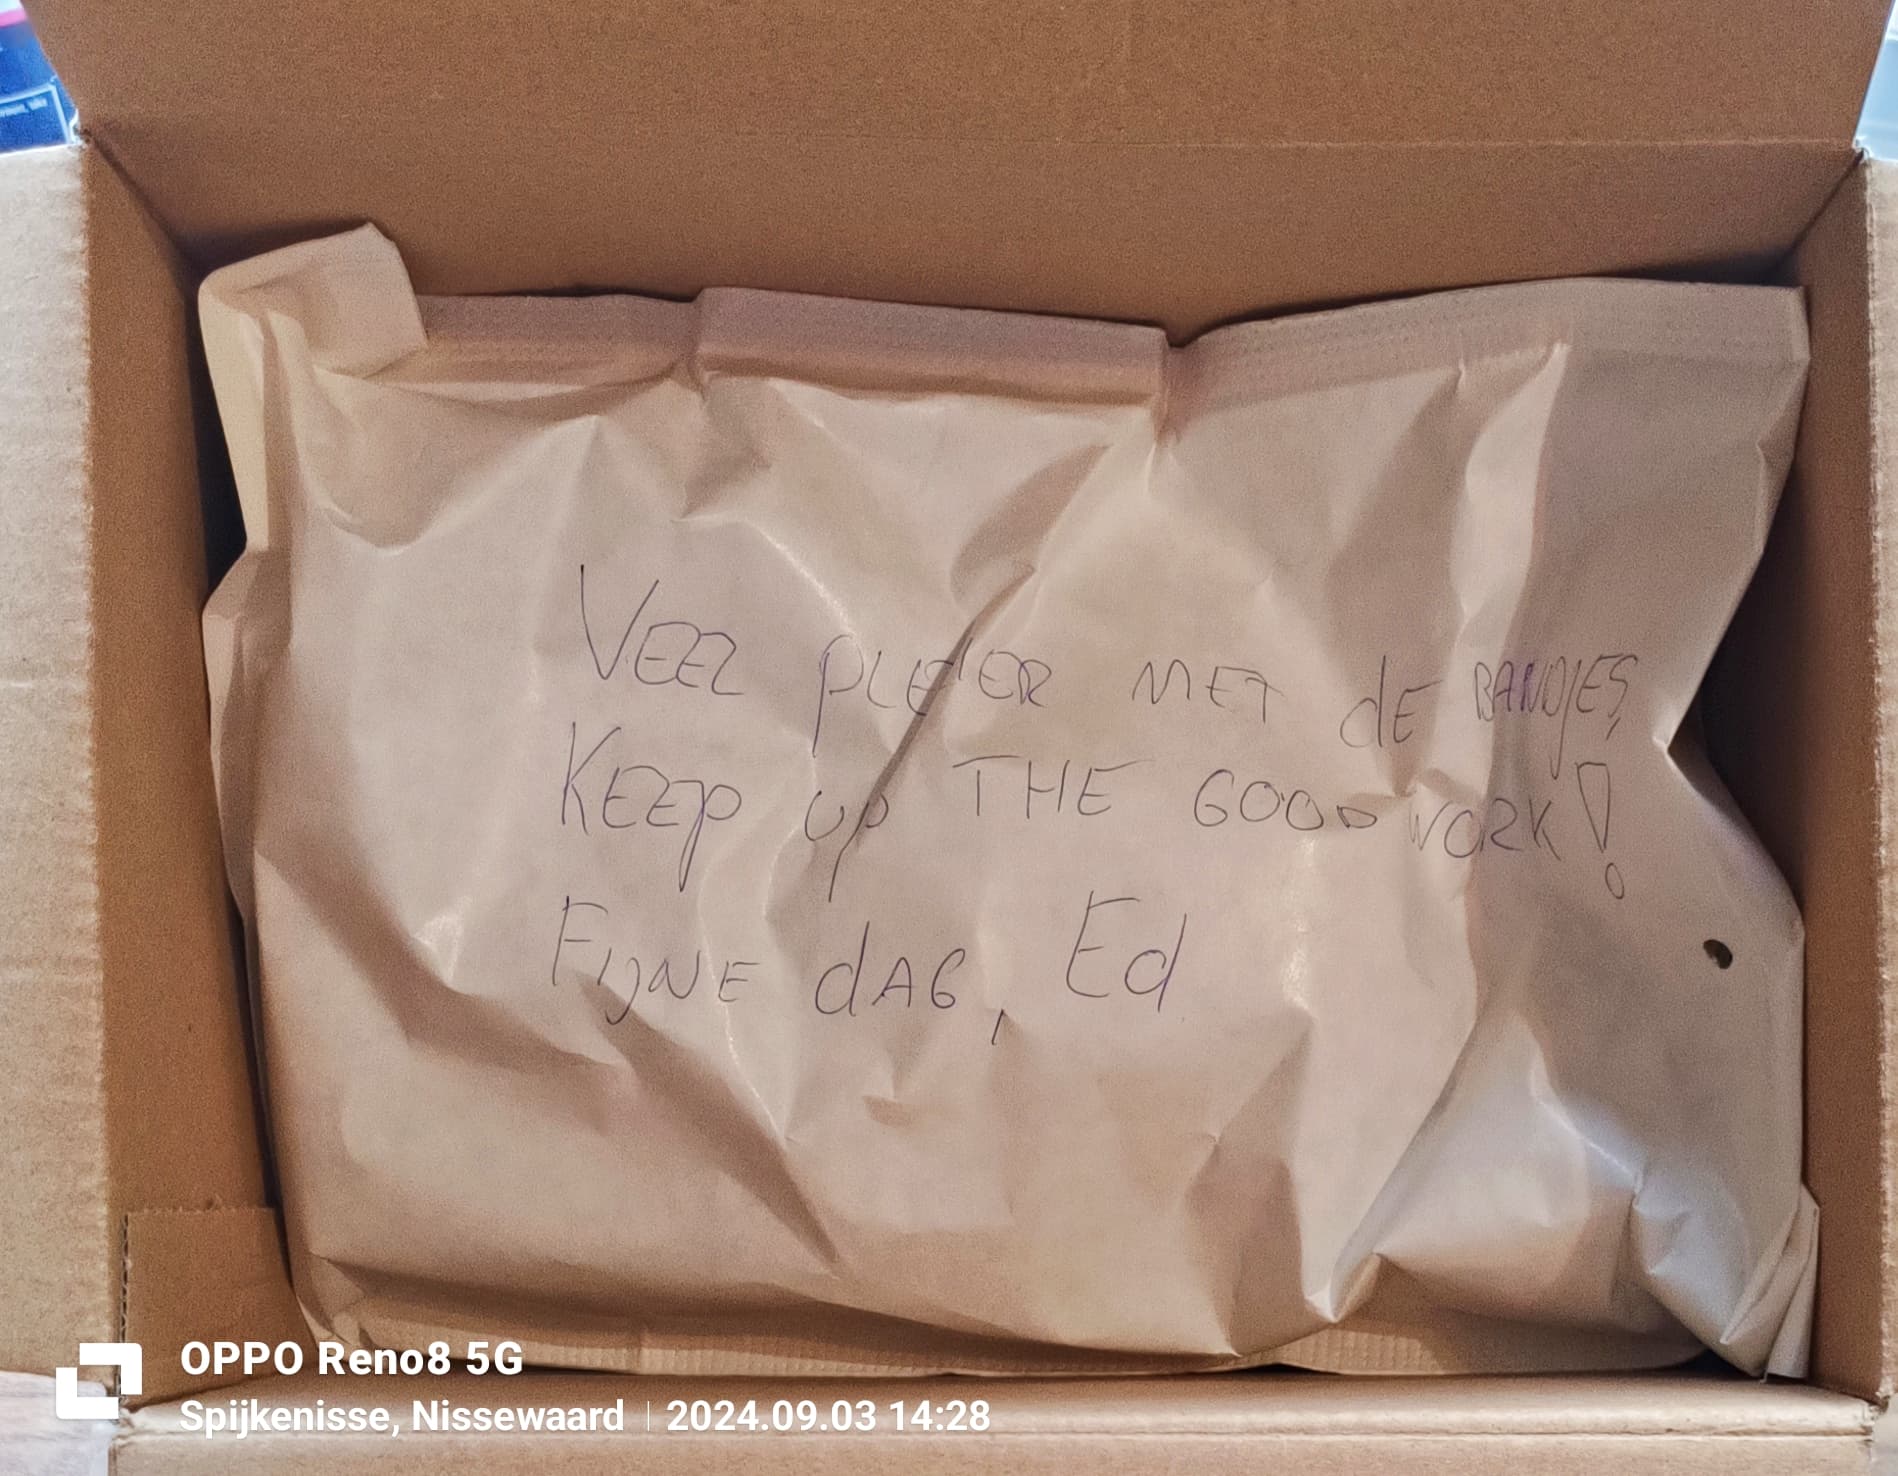 VEEL PLEZIER MET dE BANDJES,
KEEP UP THE GOOD WORK!
FIJNE dAG, Ed
OPPO Reno8 5G
Spijkenisse, Nissewaard | 2024.09.03 14:28